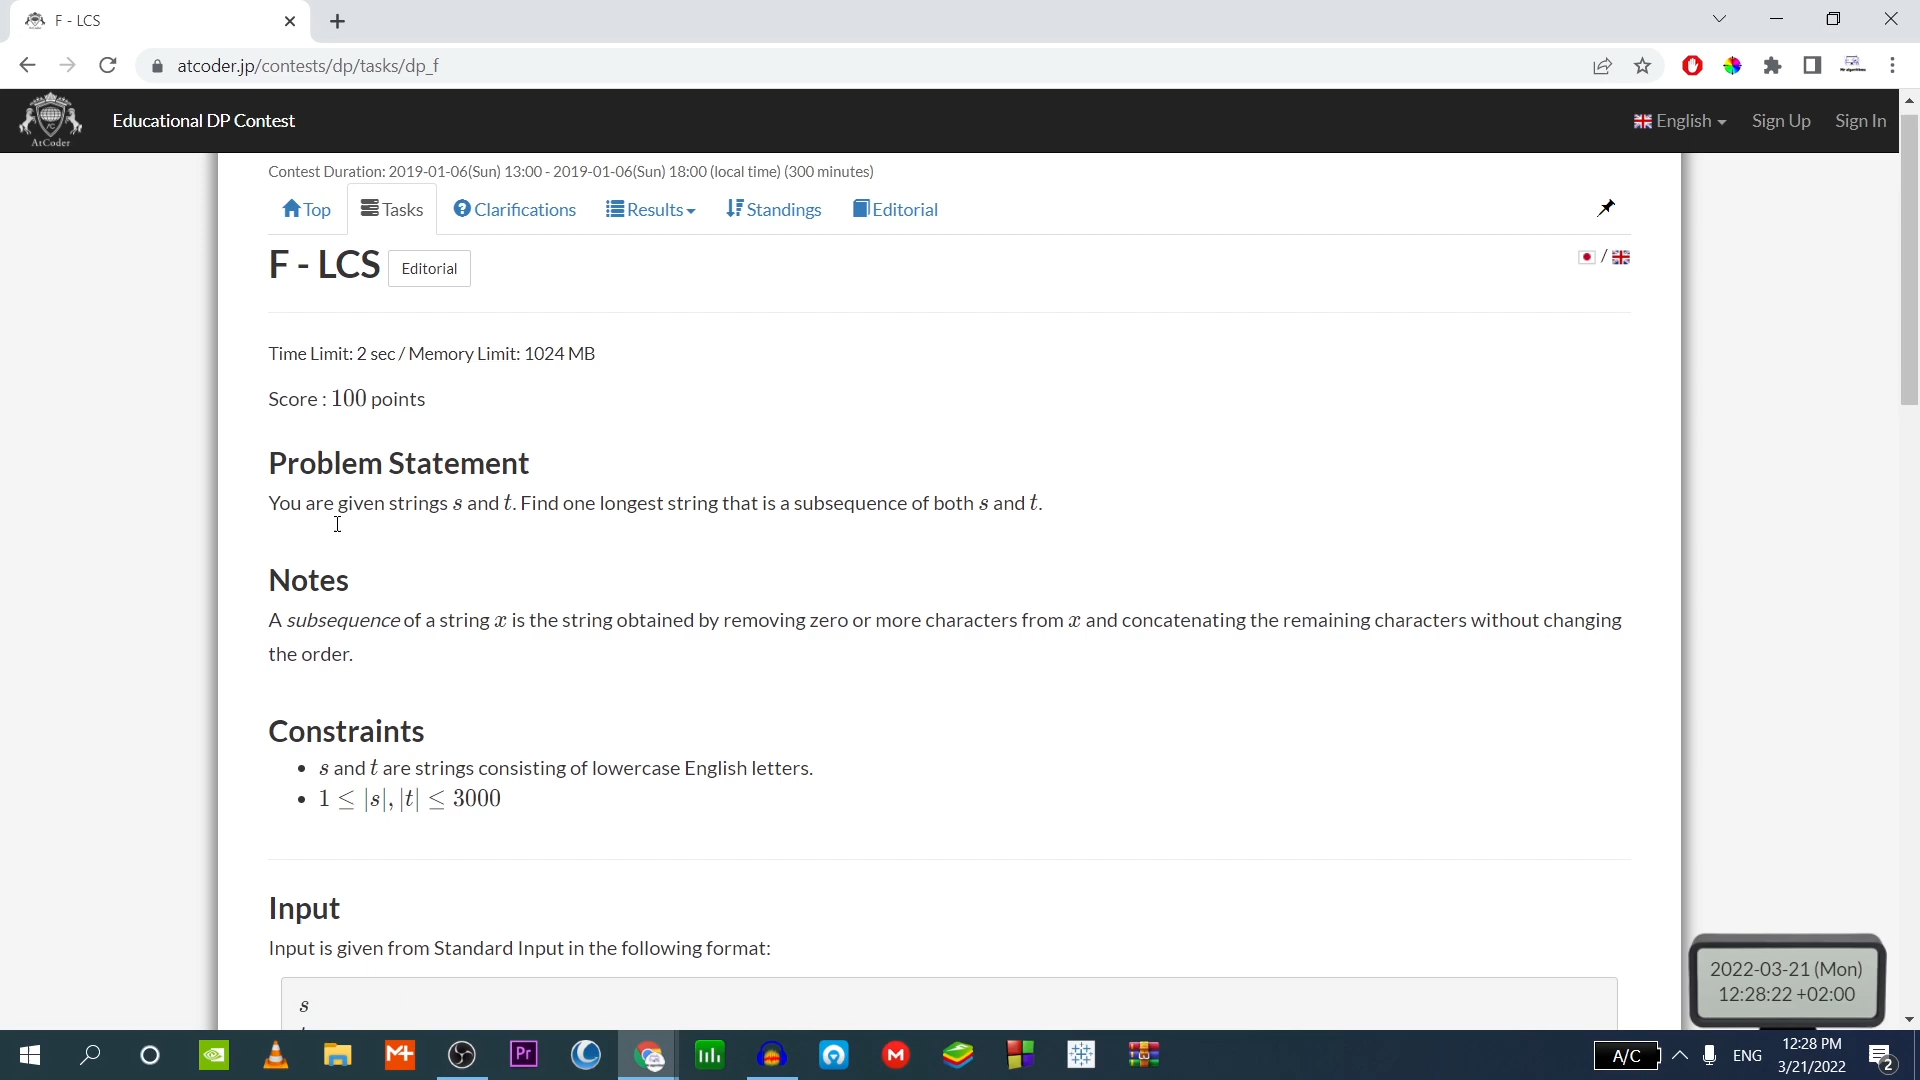 F - LCS
atcoder.jp/contests/dp/tasks/dp_f
AtCoder
Educational DP Contest
English
Sign Up
Sign In
Contest Duration: 2019-01-06(Sun) 13:00 - 2019-01-06(Sun) 18:00 (local time) (300 minutes)
Top
Tasks
Clarifications
Results
Standings
Editorial
F - LCS
Editorial
/
Time Limit: 2 sec / Memory Limit: 1024 MB
Score : 100 points
Problem Statement
You are given strings s and t. Find one longest string that is a subsequence of both s and t.
Notes
A subsequence of a string x is the string obtained by removing zero or more characters from x and concatenating the remaining characters without changing
the order.
Constraints
• s and t are strings consisting of lowercase English letters.
• 1 ≤ |s|, |t| ≤ 3000
Input
Input is given from Standard Input in the following format:
s
2022-03-21 (Mon)
12:28:22 +02:00
M+
Pr
M
A/C
ENG
12:28 PM
3/21/2022
2